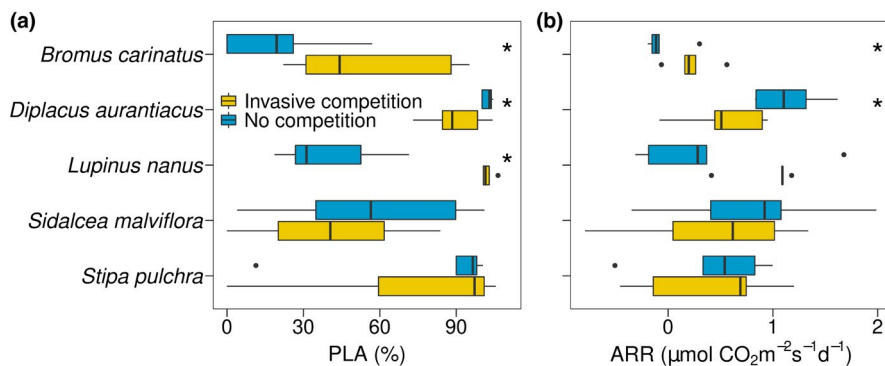 (a)
(b)
Bromus carinatus
*
*
Diplacus aurantiacus
*
*
Invasive competition
No competition
Lupinus nanus
*
Sidalcea malviflora
Stipa pulchra
0 30 60 90
0 1 2
PLA (%)
ARR (μmol CO₂m⁻²s⁻¹d⁻¹)